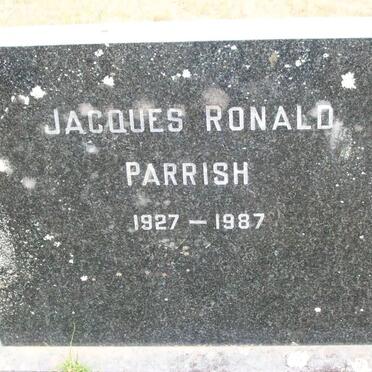 JACQUES RONALD
PARRISH
1927 – 1987